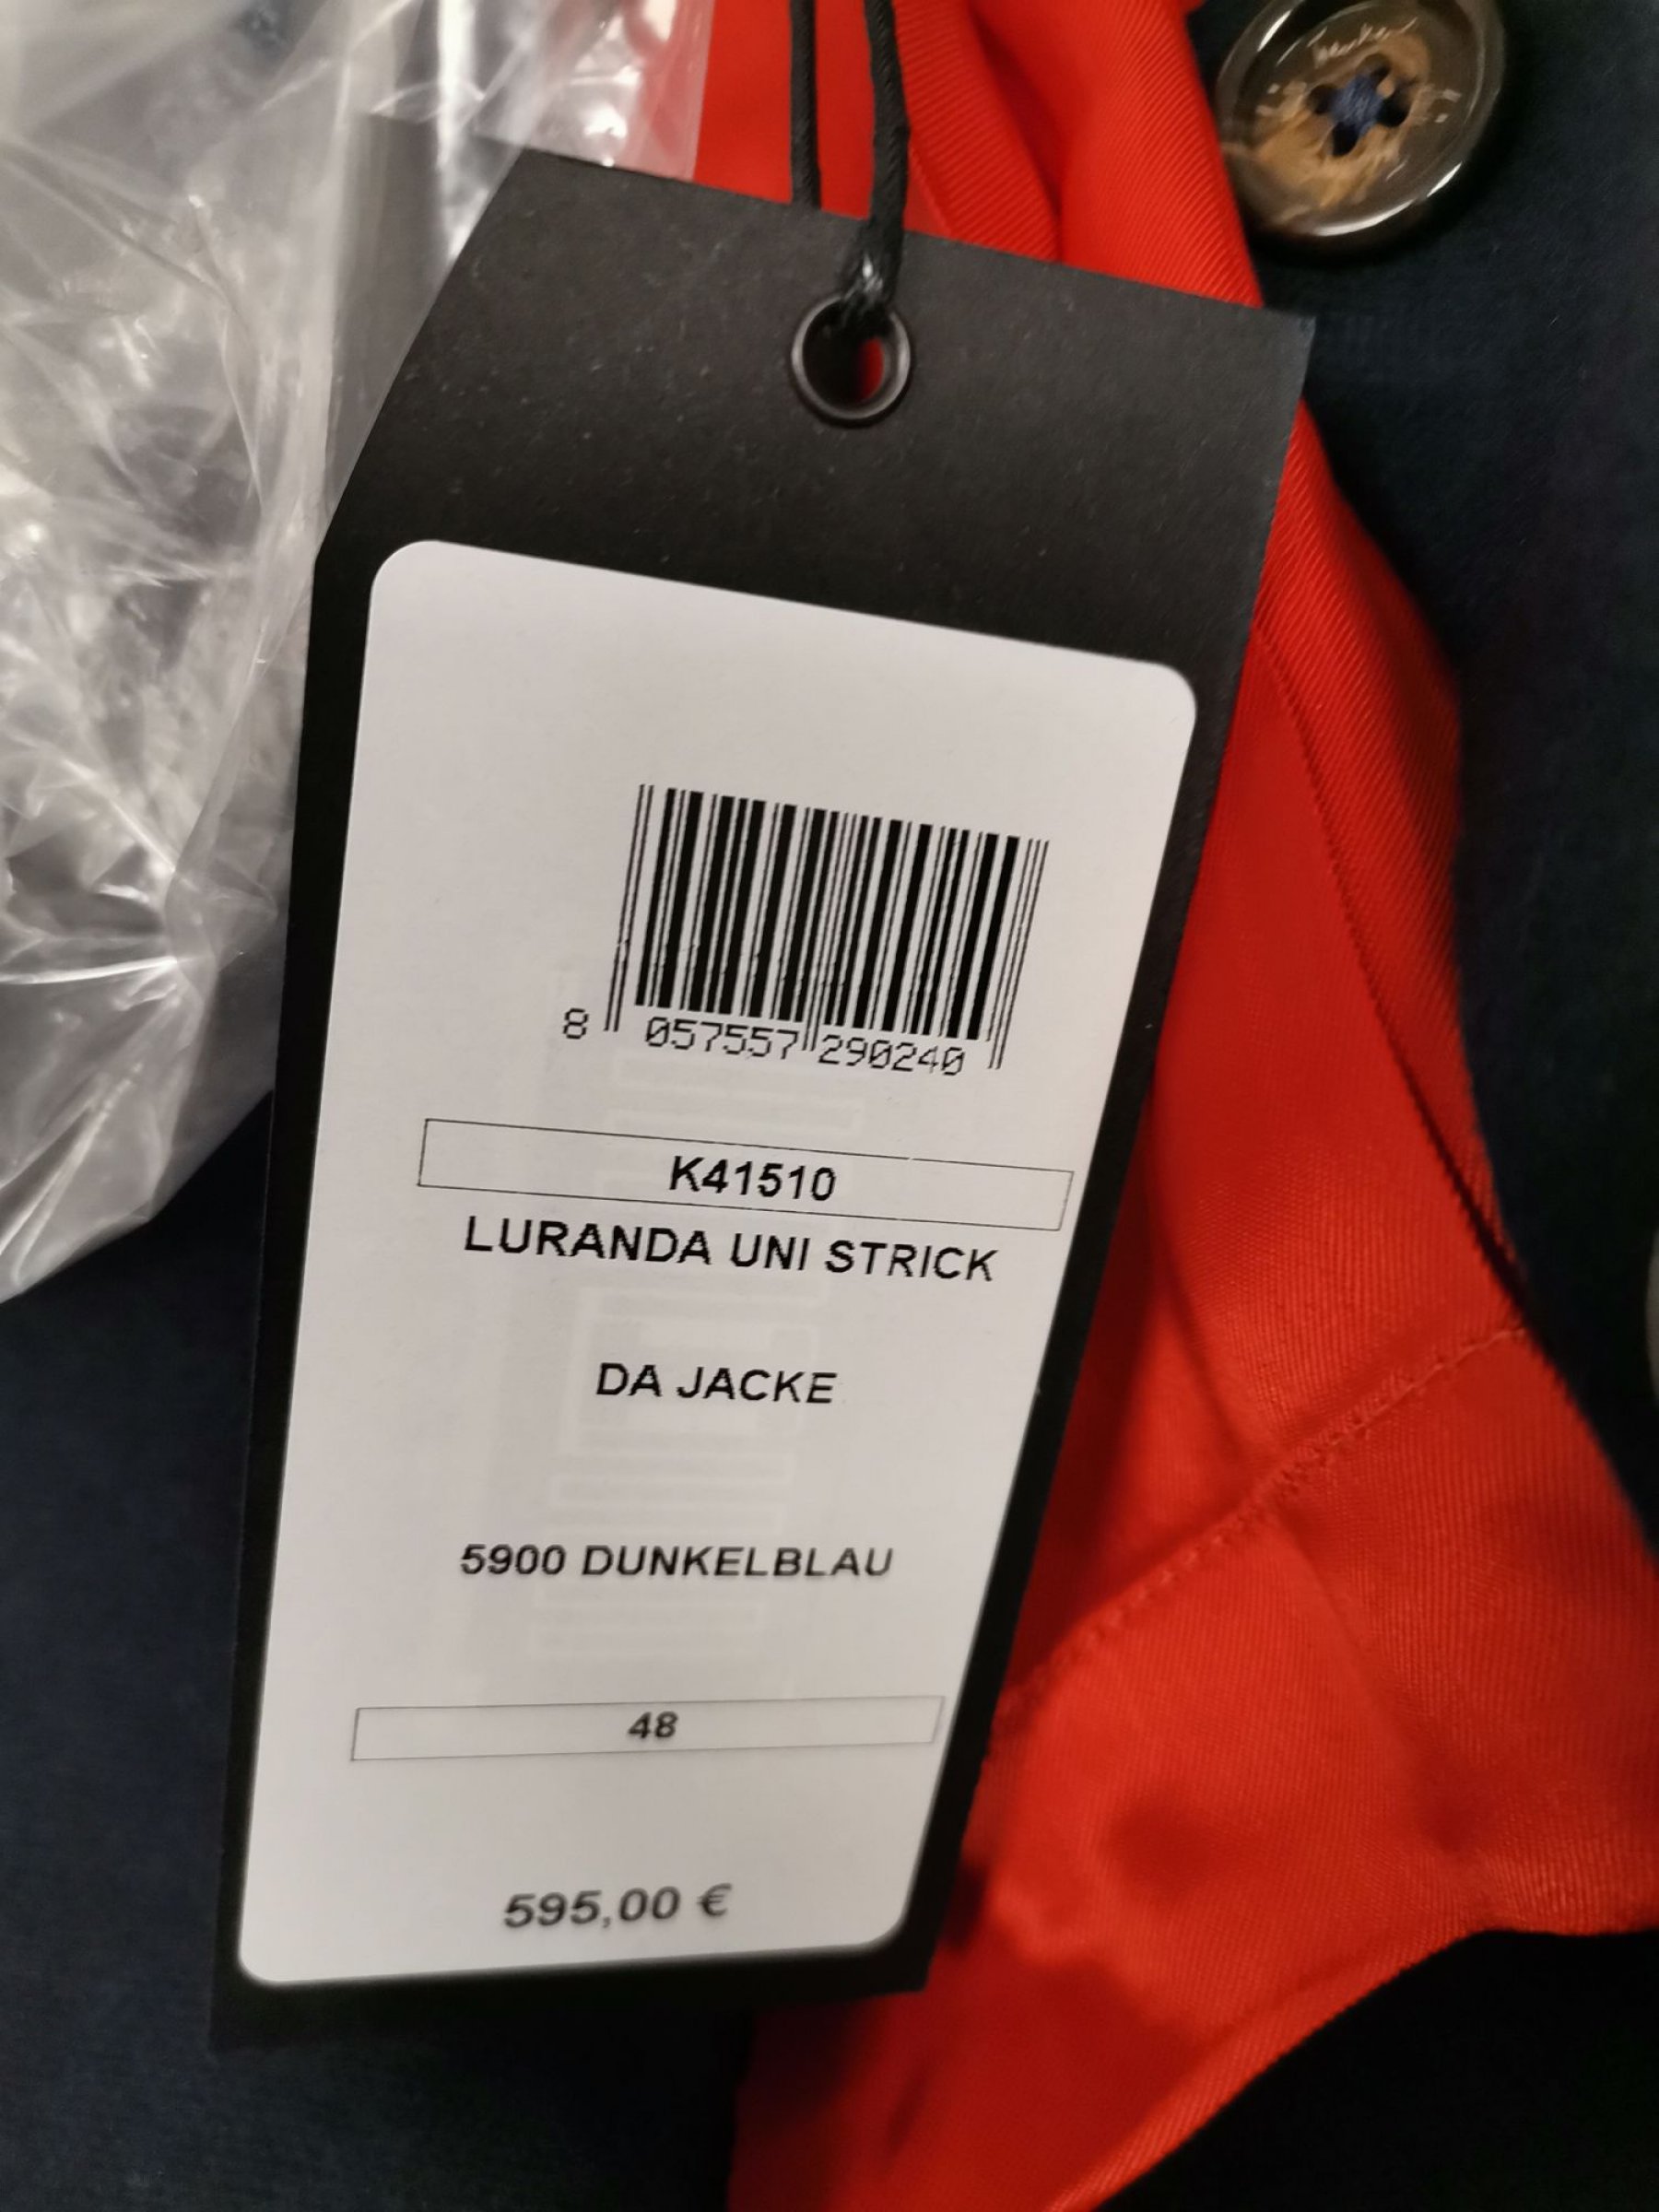 8 057557 290240
K41510
LURANDA UNI STRICK
DA JACKE
5900 DUNKELBLAU
48
595,00 €